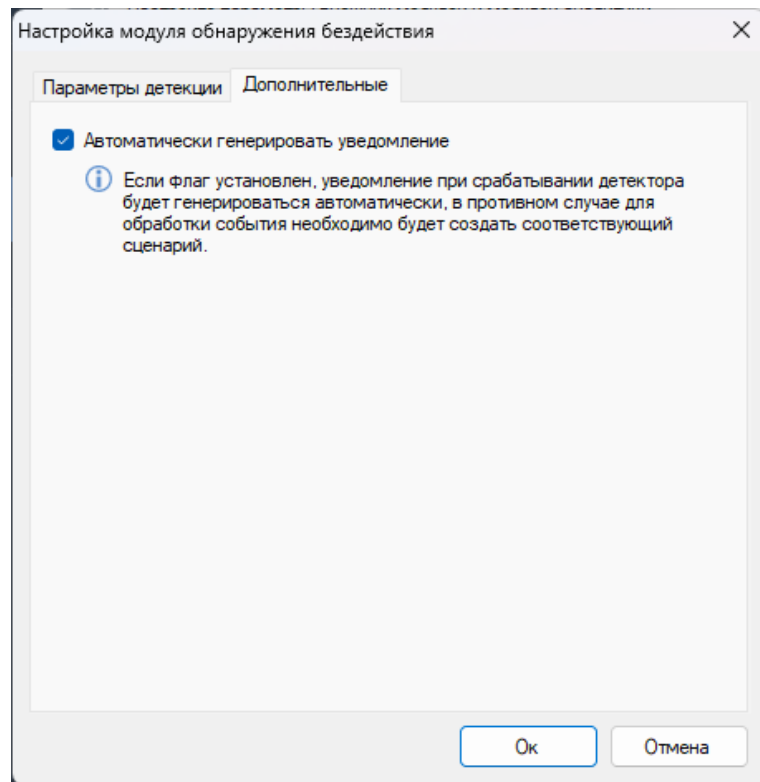 Настройка модуля обнаружения бездействия
Параметры детекции
Дополнительные
Автоматически генерировать уведомление
Если флаг установлен, уведомление при срабатывании детектора
будет генерироваться автоматически, в противном случае для
обработки события необходимо будет создать соответствующий
сценарий.
Ок
Отмена